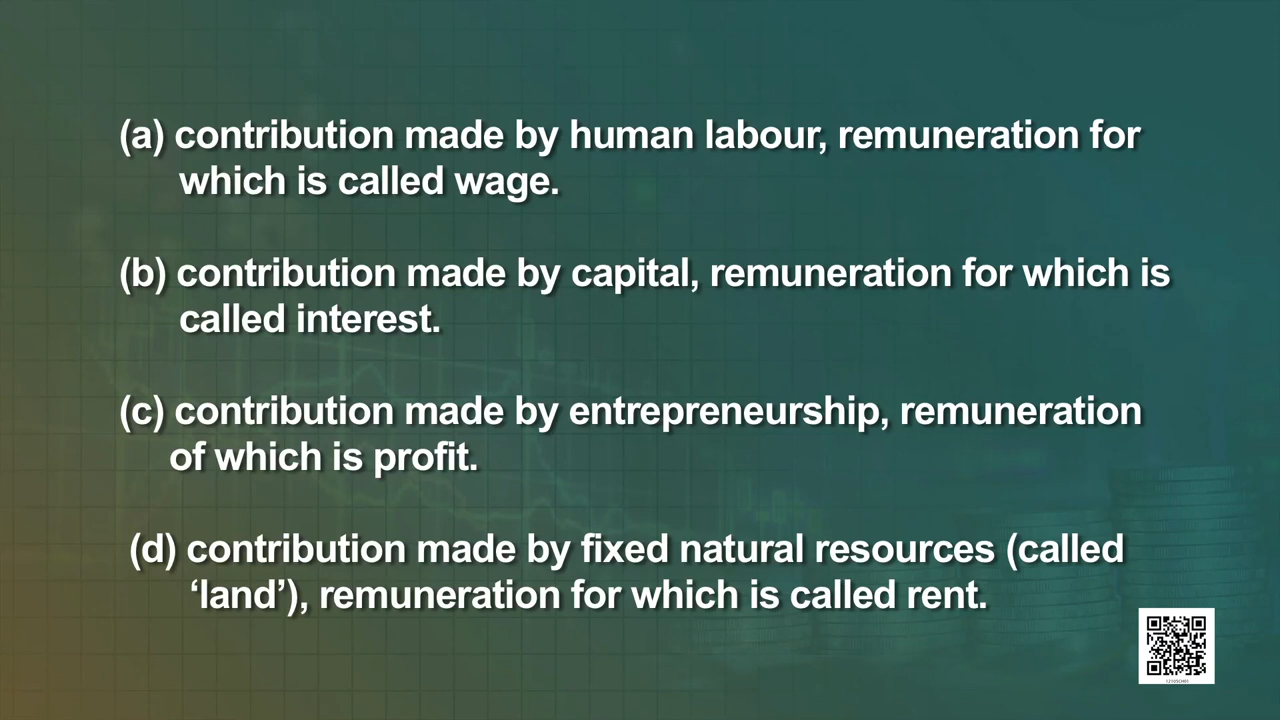 (a) contribution made by human labour, remuneration for
which is called wage.
(b) contribution made by capital, remuneration for which is
called interest.
(c) contribution made by entrepreneurship, remuneration
of which is profit.
(d) contribution made by fixed natural resources (called
‘land’), remuneration for which is called rent.